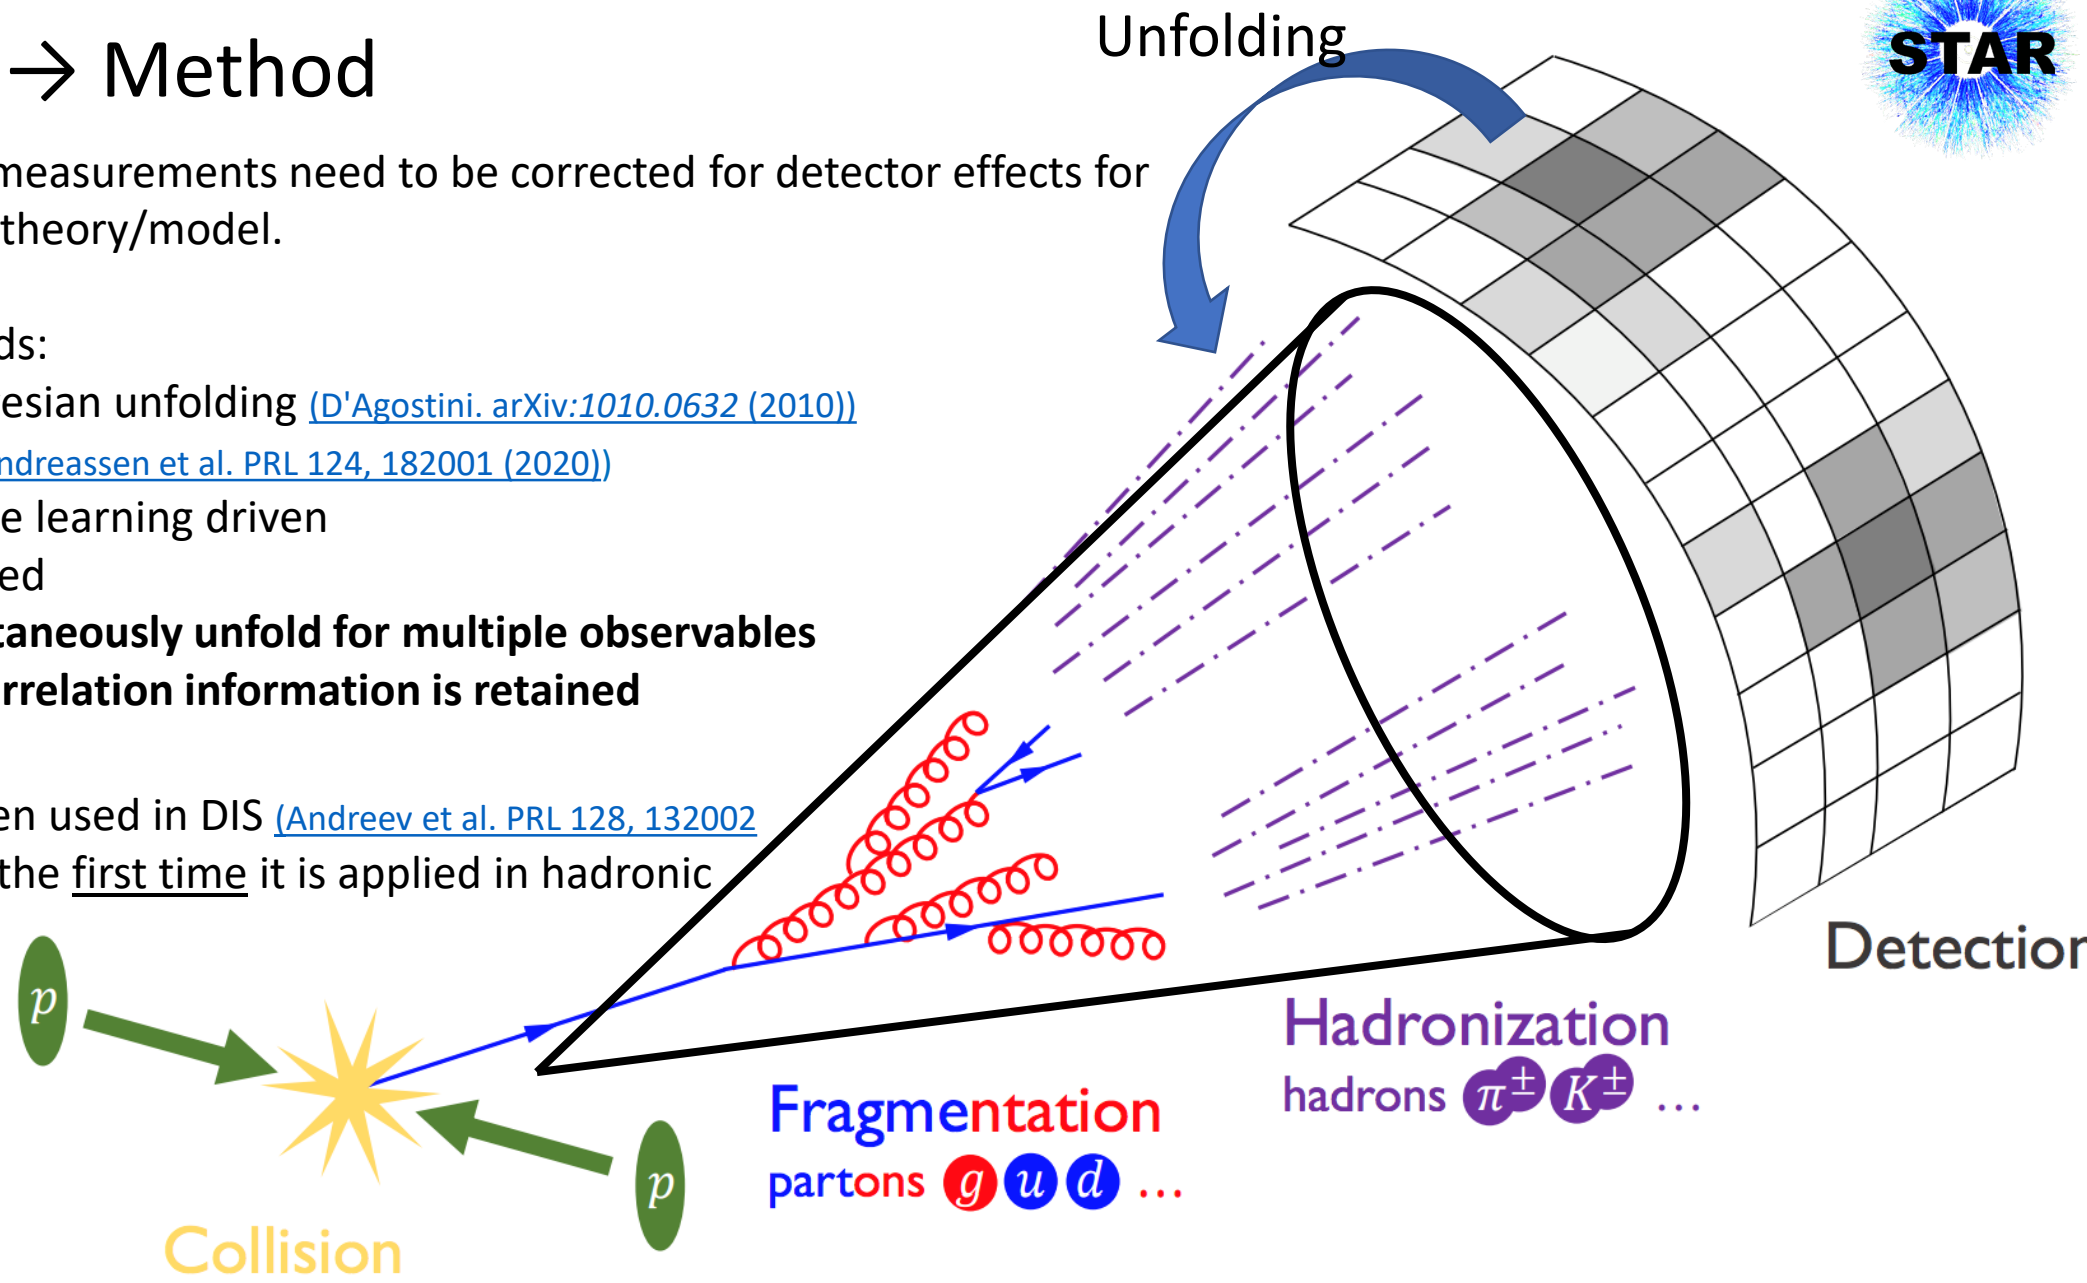 → Method
Unfolding
STAR
measurements need to be corrected for detector effects for
theory/model.
ds:
esian unfolding (D'Agostini. arXiv:1010.0632 (2010))
ndreassen et al. PRL 124, 182001 (2020))
e learning driven
ed
taneously unfold for multiple observables
rrelation information is retained
en used in DIS (Andreev et al. PRL 128, 132002
the first time it is applied in hadronic
Detection
p
p
Collision
Fragmentation
partons g u d ...
Hadronization
hadrons π± K± ...